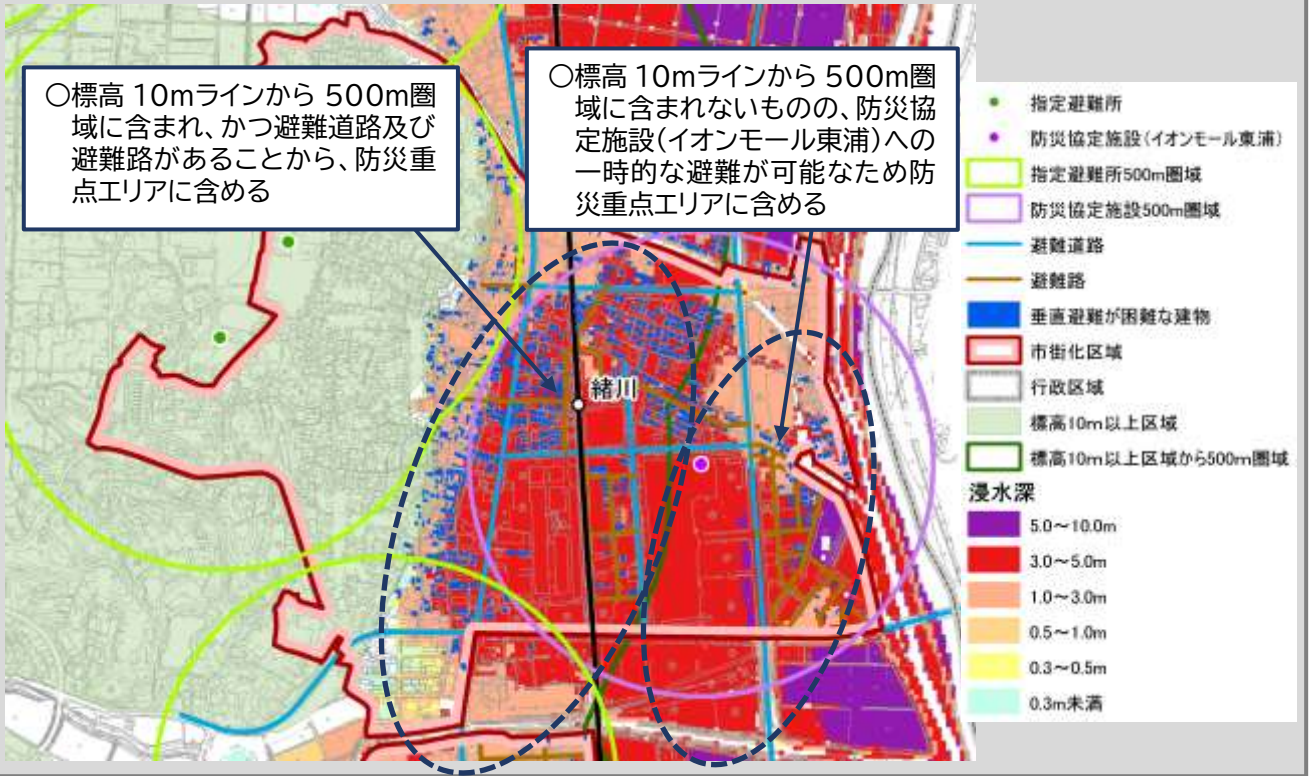 ○標高 10mラインから 500m圏
域に含まれ、かつ避難道路及び
避難路があることから、防災重
点エリアに含める
○標高 10mラインから 500m圏
域に含まれないものの、防災協
定施設(イオンモール東浦)への
一時的な避難が可能なため防
災重点エリアに含める
緒川
指定避難所
防災協定施設(イオンモール東浦)
指定避難所500m圏域
防災協定施設500m圏域
避難道路
避難路
垂直避難が困難な建物
市街化区域
行政区域
標高10m以上区域
標高10m以上区域から500m圏域
浸水深
5.0～10.0m
3.0～5.0m
1.0～3.0m
0.5～1.0m
0.3～0.5m
0.3m未満